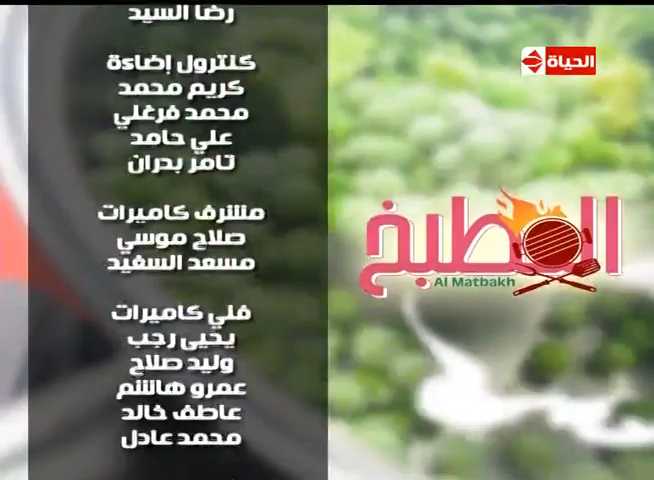 رضا السيد
كنترول إضاءة
كريم محمد
محمد فرغلي
علي حامد
تامر بدران
مشرف كاميرات
صلاح موسي
مسعد السفيد
فني كاميرات
يحيى رجب
وليد صلاح
عمرو هاشم
عاطف خالد
محمد عادل
الحياة
المطبخ
Al Matbakh